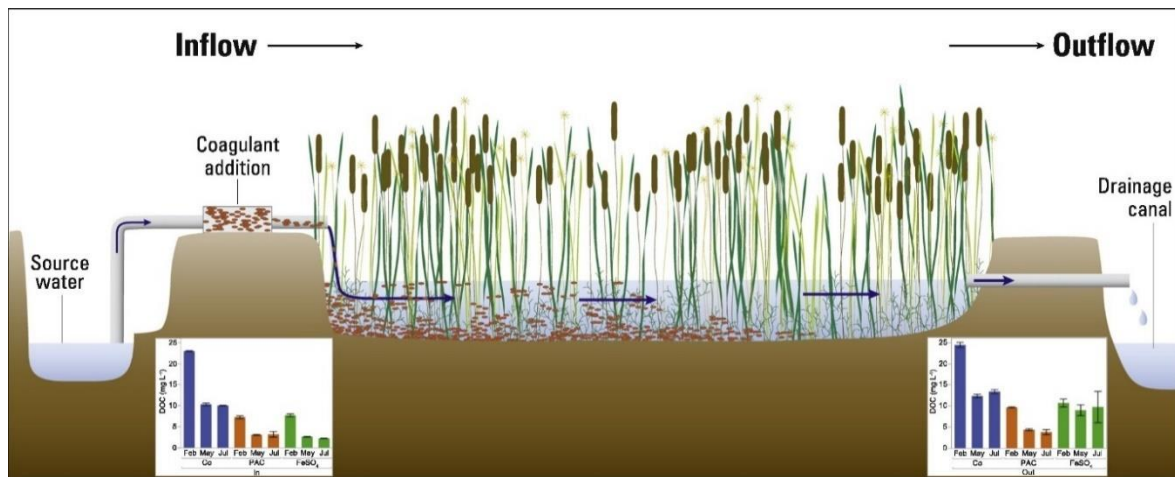 Inflow
Outflow
Coagulant
addition
Drainage
canal
Source
water
DOC (mg L⁻¹)
25
20
15
10
5
0
Feb May Jul Feb May Jul Feb May Jul
Co PAC FeSO₄
In
DOC (mg L⁻¹)
25
20
15
10
5
0
Feb May Jul Feb May Jul Feb May Jul
Co PAC FeSO₄
Out